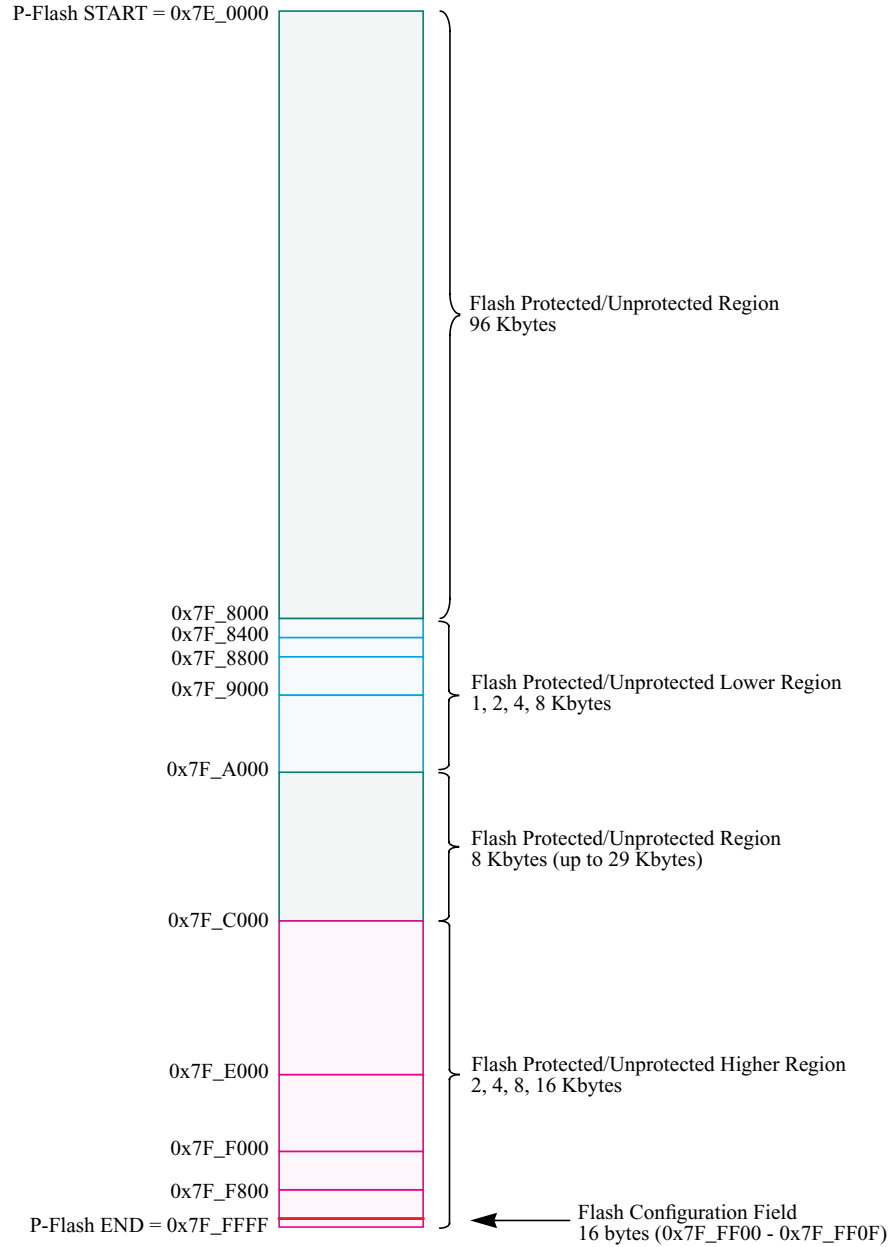 P-Flash START = 0x7E_0000
Flash Protected/Unprotected Region
96 Kbytes
0x7F_8000
0x7F_8400
0x7F_8800
0x7F_9000
Flash Protected/Unprotected Lower Region
1, 2, 4, 8 Kbytes
0x7F_A000
Flash Protected/Unprotected Region
8 Kbytes (up to 29 Kbytes)
0x7F_C000
0x7F_E000
Flash Protected/Unprotected Higher Region
2, 4, 8, 16 Kbytes
0x7F_F000
0x7F_F800
P-Flash END = 0x7F_FFFF
Flash Configuration Field
16 bytes (0x7F_FF00 - 0x7F_FF0F)